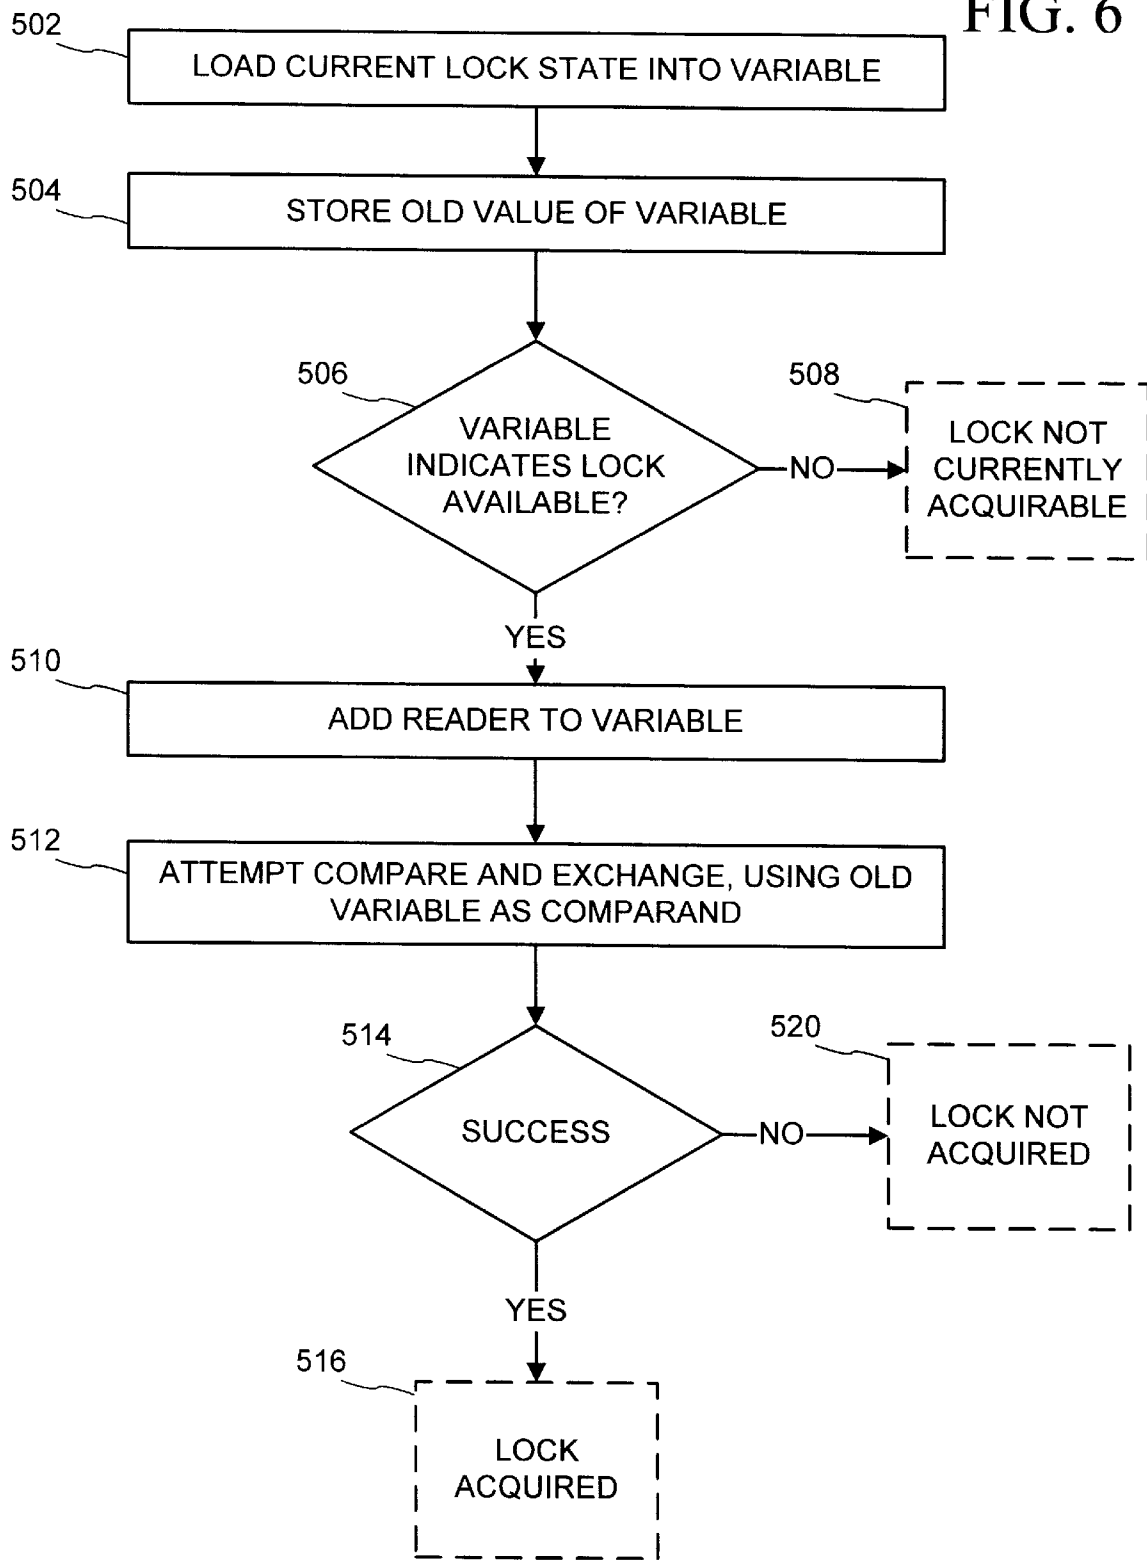 FIG. 6
502
LOAD CURRENT LOCK STATE INTO VARIABLE
504
STORE OLD VALUE OF VARIABLE
506
VARIABLE
INDICATES LOCK
AVAILABLE?
NO
508
LOCK NOT
CURRENTLY
ACQUIRABLE
YES
510
ADD READER TO VARIABLE
512
ATTEMPT COMPARE AND EXCHANGE, USING OLD
VARIABLE AS COMPARAND
514
SUCCESS
NO
520
LOCK NOT
ACQUIRED
YES
516
LOCK
ACQUIRED